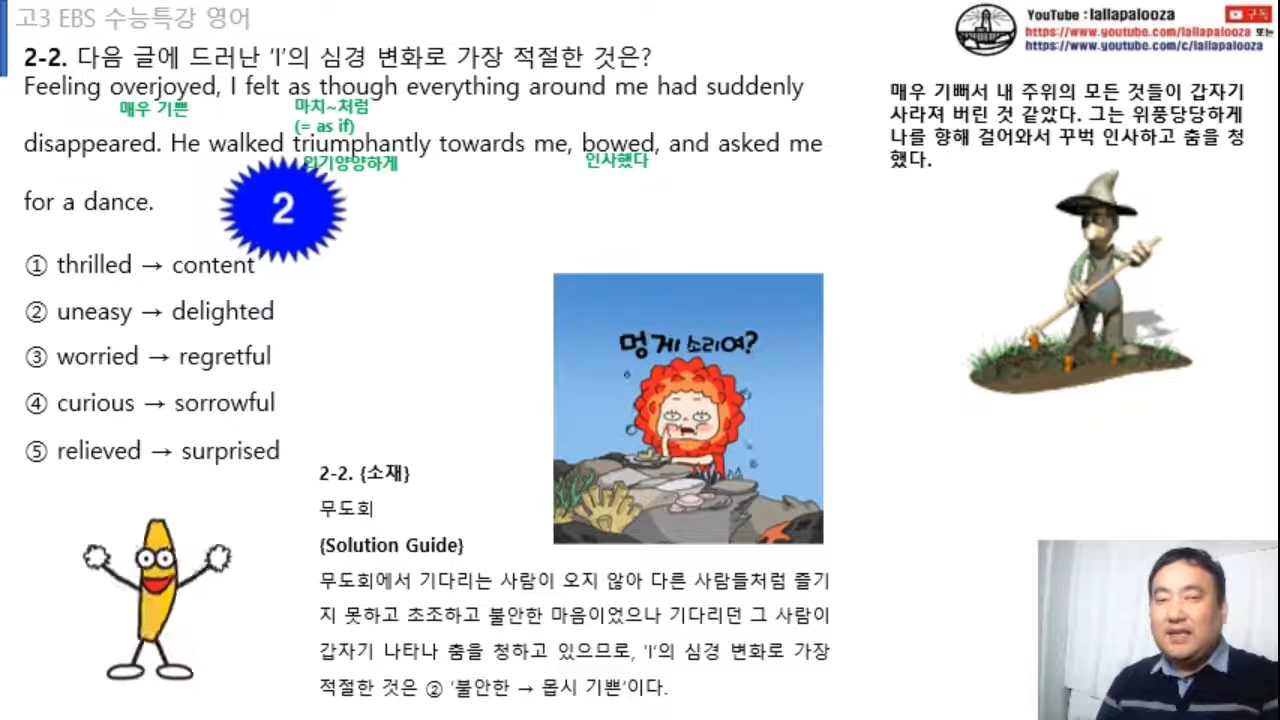 고3 EBS 수능특강 영어
YouTube : lallapalooza
구독
https://www.youtube.com/lallapalooza 또는
https://www.youtube.com/c/lallapalooza
2-2. 다음 글에 드러난 'I'의 심경 변화로 가장 적절한 것은?
Feeling overjoyed, I felt as though everything around me had suddenly
매우 기쁜
마치~처럼
(= as if)
disappeared. He walked triumphantly towards me, bowed, and asked me
의기양양하게
인사했다
for a dance.
2
매우 기뻐서 내 주위의 모든 것들이 갑자기
사라져 버린 것 같았다. 그는 위풍당당하게
나를 향해 걸어와서 꾸벅 인사하고 춤을 청
했다.
① thrilled → content
② uneasy → delighted
③ worried → regretful
④ curious → sorrowful
⑤ relieved → surprised
멍게 소리여?
2-2. {소재}
무도회
{Solution Guide}
무도회에서 기다리는 사람이 오지 않아 다른 사람들처럼 즐기
지 못하고 초조하고 불안한 마음이었으나 기다리던 그 사람이
갑자기 나타나 춤을 청하고 있으므로, 'I'의 심경 변화로 가장
적절한 것은 ② '불안한 → 몹시 기쁜'이다.